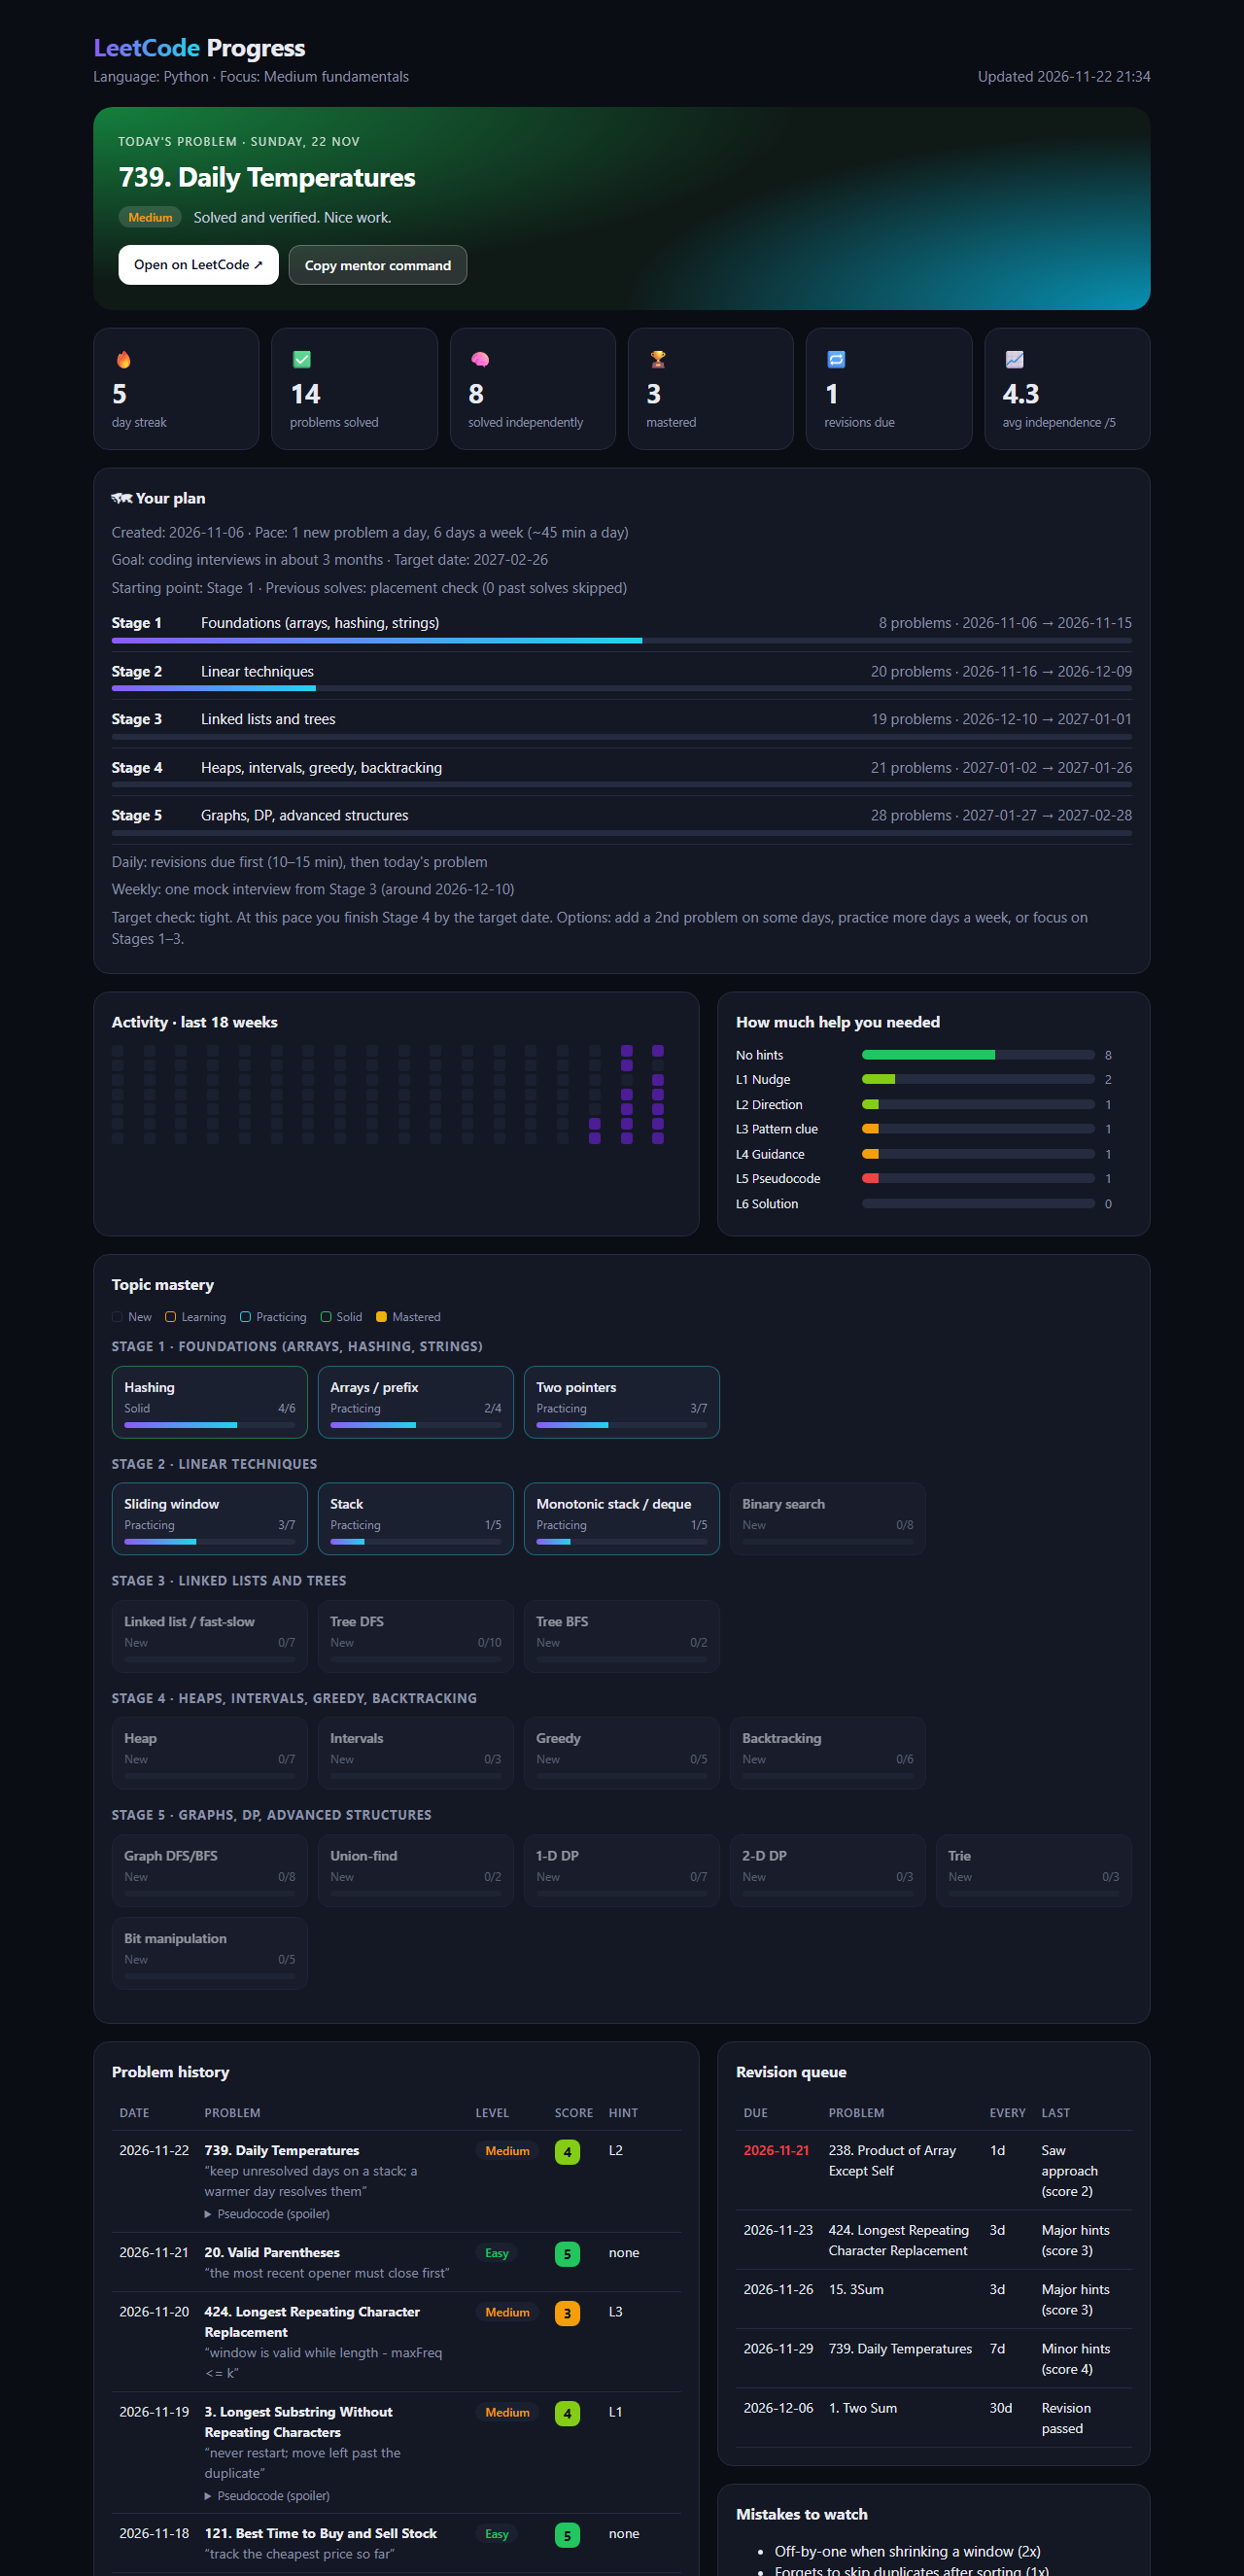 LeetCode Progress
Language: Python · Focus: Medium fundamentals
Updated 2026-11-22 21:34
TODAY'S PROBLEM · SUNDAY, 22 NOV
739. Daily Temperatures
Medium Solved and verified. Nice work.
Open on LeetCode ↗ Copy mentor command
5
day streak
14
problems solved
8
solved independently
3
mastered
1
revisions due
4.3
avg independence /5
Your plan
Created: 2026-11-06 · Pace: 1 new problem a day, 6 days a week (~45 min a day)
Goal: coding interviews in about 3 months · Target date: 2027-02-26
Starting point: Stage 1 · Previous solves: placement check (0 past solves skipped)
Stage 1 Foundations (arrays, hashing, strings) 8 problems · 2026-11-06 → 2026-11-15
Stage 2 Linear techniques 20 problems · 2026-11-16 → 2026-12-09
Stage 3 Linked lists and trees 19 problems · 2026-12-10 → 2027-01-01
Stage 4 Heaps, intervals, greedy, backtracking 21 problems · 2027-01-02 → 2027-01-26
Stage 5 Graphs, DP, advanced structures 28 problems · 2027-01-27 → 2027-02-28
Daily: revisions due first (10–15 min), then today's problem
Weekly: one mock interview from Stage 3 (around 2026-12-10)
Target check: tight. At this pace you finish Stage 4 by the target date. Options: add a 2nd problem on some days, practice more days a week, or focus on
Stages 1–3.
Activity · last 18 weeks
How much help you needed
No hints 8
L1 Nudge 2
L2 Direction 1
L3 Pattern clue 1
L4 Guidance 1
L5 Pseudocode 1
L6 Solution 0
Topic mastery
New Learning Practicing Solid Mastered
STAGE 1 · FOUNDATIONS (ARRAYS, HASHING, STRINGS)
Hashing
Solid 4/6
Arrays / prefix
Practicing 2/4
Two pointers
Practicing 3/7
STAGE 2 · LINEAR TECHNIQUES
Sliding window
Practicing 3/7
Stack
Practicing 1/5
Monotonic stack / deque
Practicing 1/5
Binary search
New 0/8
STAGE 3 · LINKED LISTS AND TREES
Linked list / fast-slow
New 0/7
Tree DFS
New 0/10
Tree BFS
New 0/2
STAGE 4 · HEAPS, INTERVALS, GREEDY, BACKTRACKING
Heap
New 0/7
Intervals
New 0/3
Greedy
New 0/5
Backtracking
New 0/6
STAGE 5 · GRAPHS, DP, ADVANCED STRUCTURES
Graph DFS/BFS
New 0/8
Union-find
New 0/2
1-D DP
New 0/7
2-D DP
New 0/3
Trie
New 0/3
Bit manipulation
New 0/5
Problem history
DATE PROBLEM LEVEL SCORE HINT
2026-11-22 739. Daily Temperatures Medium 4 L2
“keep unresolved days on a stack; a
warmer day resolves them”
▶ Pseudocode (spoiler)
2026-11-21 20. Valid Parentheses Easy 5 none
“the most recent opener must close first”
2026-11-20 424. Longest Repeating Character Medium 3 L3
Replacement
“window is valid while length - maxFreq
<= k”
2026-11-19 3. Longest Substring Without Medium 4 L1
Repeating Characters
“never restart; move left past the
duplicate”
▶ Pseudocode (spoiler)
2026-11-18 121. Best Time to Buy and Sell Stock Easy 5 none
“track the cheapest price so far”
Revision queue
DUE PROBLEM EVERY LAST
2026-11-21 238. Product of Array 1d Saw
Except Self approach
(score 2)
2026-11-23 424. Longest Repeating 3d Major hints
Character Replacement (score 3)
2026-11-26 15. 3Sum 3d Major hints
(score 3)
2026-11-29 739. Daily Temperatures 7d Minor hints
(score 4)
2026-12-06 1. Two Sum 30d Revision
passed
Mistakes to watch
• Off-by-one when shrinking a window (2x)
• Forgets to skip duplicates after sorting (1x)